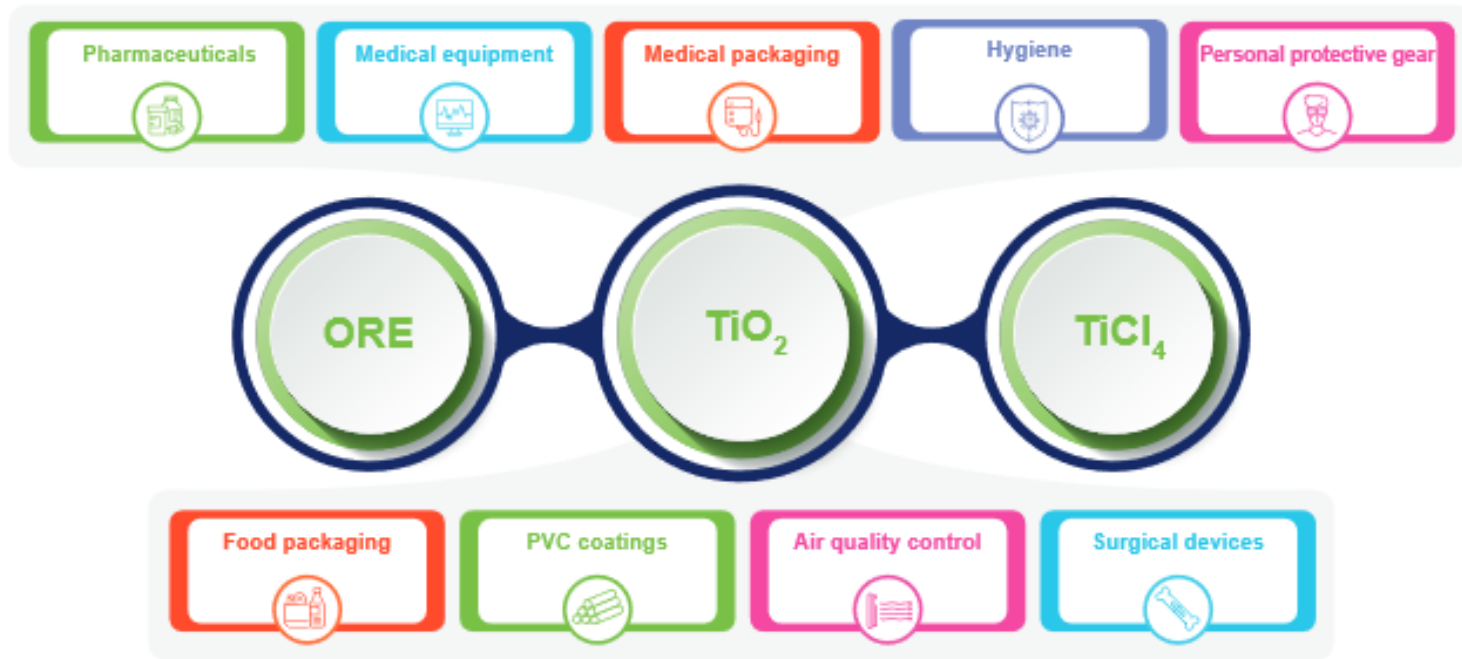 Pharmaceuticals
Medical equipment
Medical packaging
Hygiene
Personal protective gear
ORE
TiO₂
TiCl₄
Food packaging
PVC coatings
Air quality control
Surgical devices